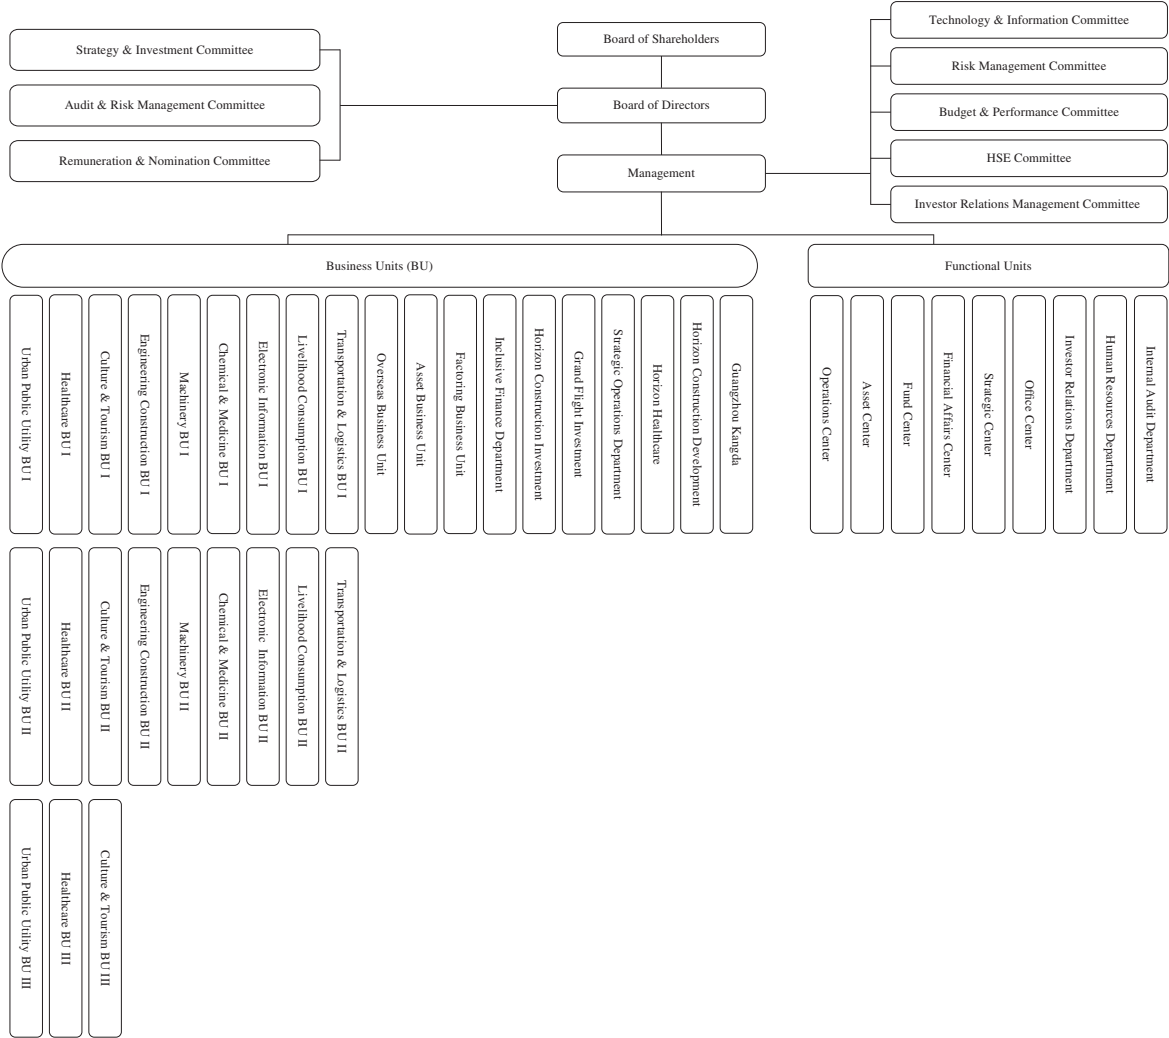 Strategy & Investment Committee
Audit & Risk Management Committee
Remuneration & Nomination Committee
Board of Shareholders
Board of Directors
Management
Technology & Information Committee
Risk Management Committee
Budget & Performance Committee
HSE Committee
Investor Relations Management Committee
Business Units (BU)
Functional Units
Urban Public Utility BU I
Healthcare BU I
Culture & Tourism BU I
Engineering Construction BU I
Machinery BU I
Chemical & Medicine BU I
Electronic Information BU I
Livelihood Consumption BU I
Transportation & Logistics BU I
Overseas Business Unit
Asset Business Unit
Factoring Business Unit
Inclusive Finance Department
Horizon Construction Investment
Grand Flight Investment
Strategic Operations Department
Horizon Healthcare
Horizon Construction Development
Guangzhou Kangda
Operations Center
Asset Center
Fund Center
Financial Affairs Center
Strategic Center
Office Center
Investor Relations Department
Human Resources Department
Internal Audit Department
Urban Public Utility BU II
Healthcare BU II
Culture & Tourism BU II
Engineering Construction BU II
Machinery BU II
Chemical & Medicine BU II
Electronic Information BU II
Livelihood Consumption BU II
Transportation & Logistics BU II
Urban Public Utility BU III
Healthcare BU III
Culture & Tourism BU III